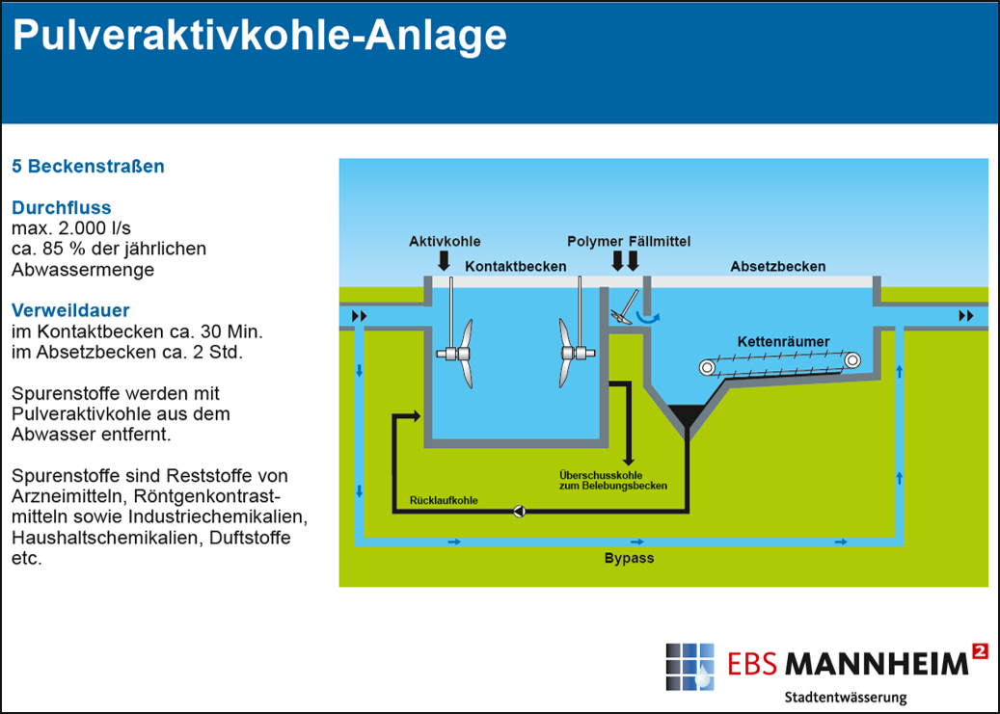 Pulveraktivkohle-Anlage
5 Beckenstraßen
Durchfluss
max. 2.000 l/s
ca. 85 % der jährlichen
Abwassermenge
Verweildauer
im Kontaktbecken ca. 30 Min.
im Absetzbecken ca. 2 Std.
Spurenstoffe werden mit
Pulveraktivkohle aus dem
Abwasser entfernt.
Spurenstoffe sind Reststoffe von
Arzneimitteln, Röntgenkontrast-
mitteln sowie Industriechemikalien,
Haushaltschemikalien, Duftstoffe
etc.
Aktivkohle
Polymer Fällmittel
Kontaktbecken
Absetzbecken
Kettenräumer
Überschusskohle
zum Belebungsbecken
Rücklaufkohle
Bypass
EBS MANNHEIM 2
Stadtentwässerung